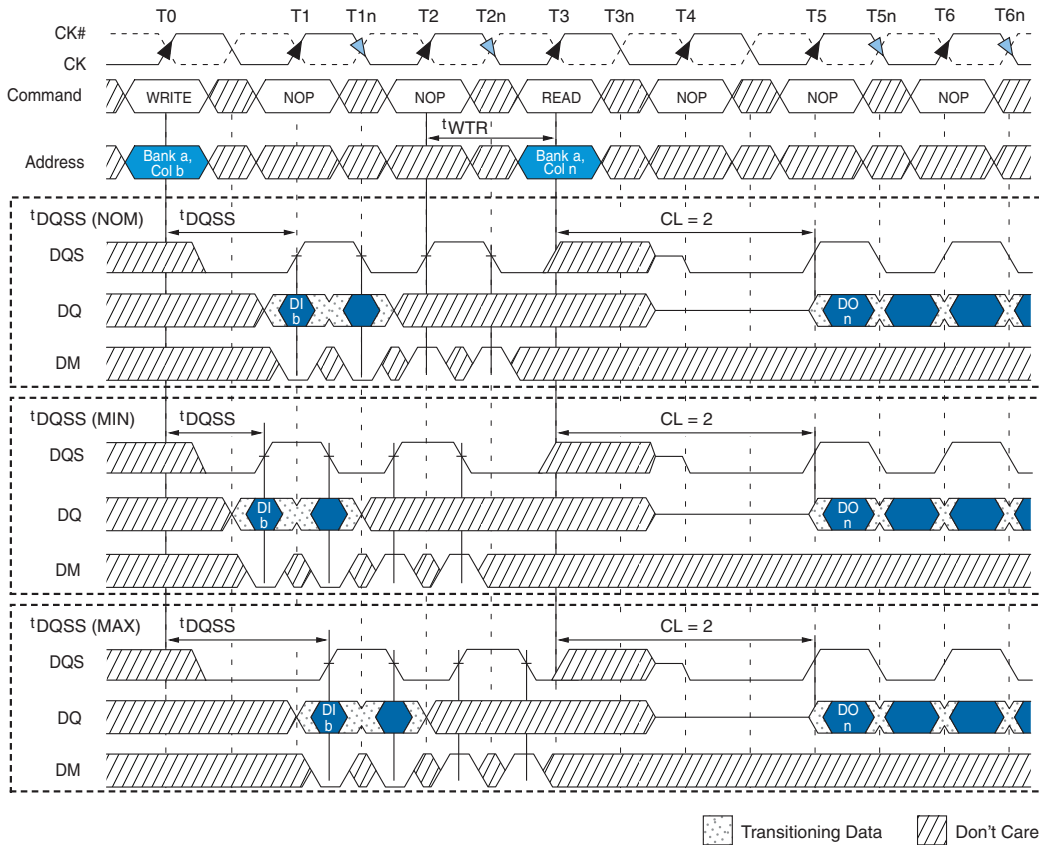 T0 T1 T1n T2 T2n T3 T3n T4 T5 T5n T6 T6n
CK#
CK
Command WRITE NOP NOP READ NOP NOP NOP
tWTR
Address Bank a, Col b Bank a, Col n
tDQSS (NOM) tDQSS CL = 2
DQS
DQ DI b DO n
DM
tDQSS (MIN) tDQSS CL = 2
DQS
DQ DI b DO n
DM
tDQSS (MAX) tDQSS CL = 2
DQS
DQ DI b DO n
DM
Transitioning Data Don't Care